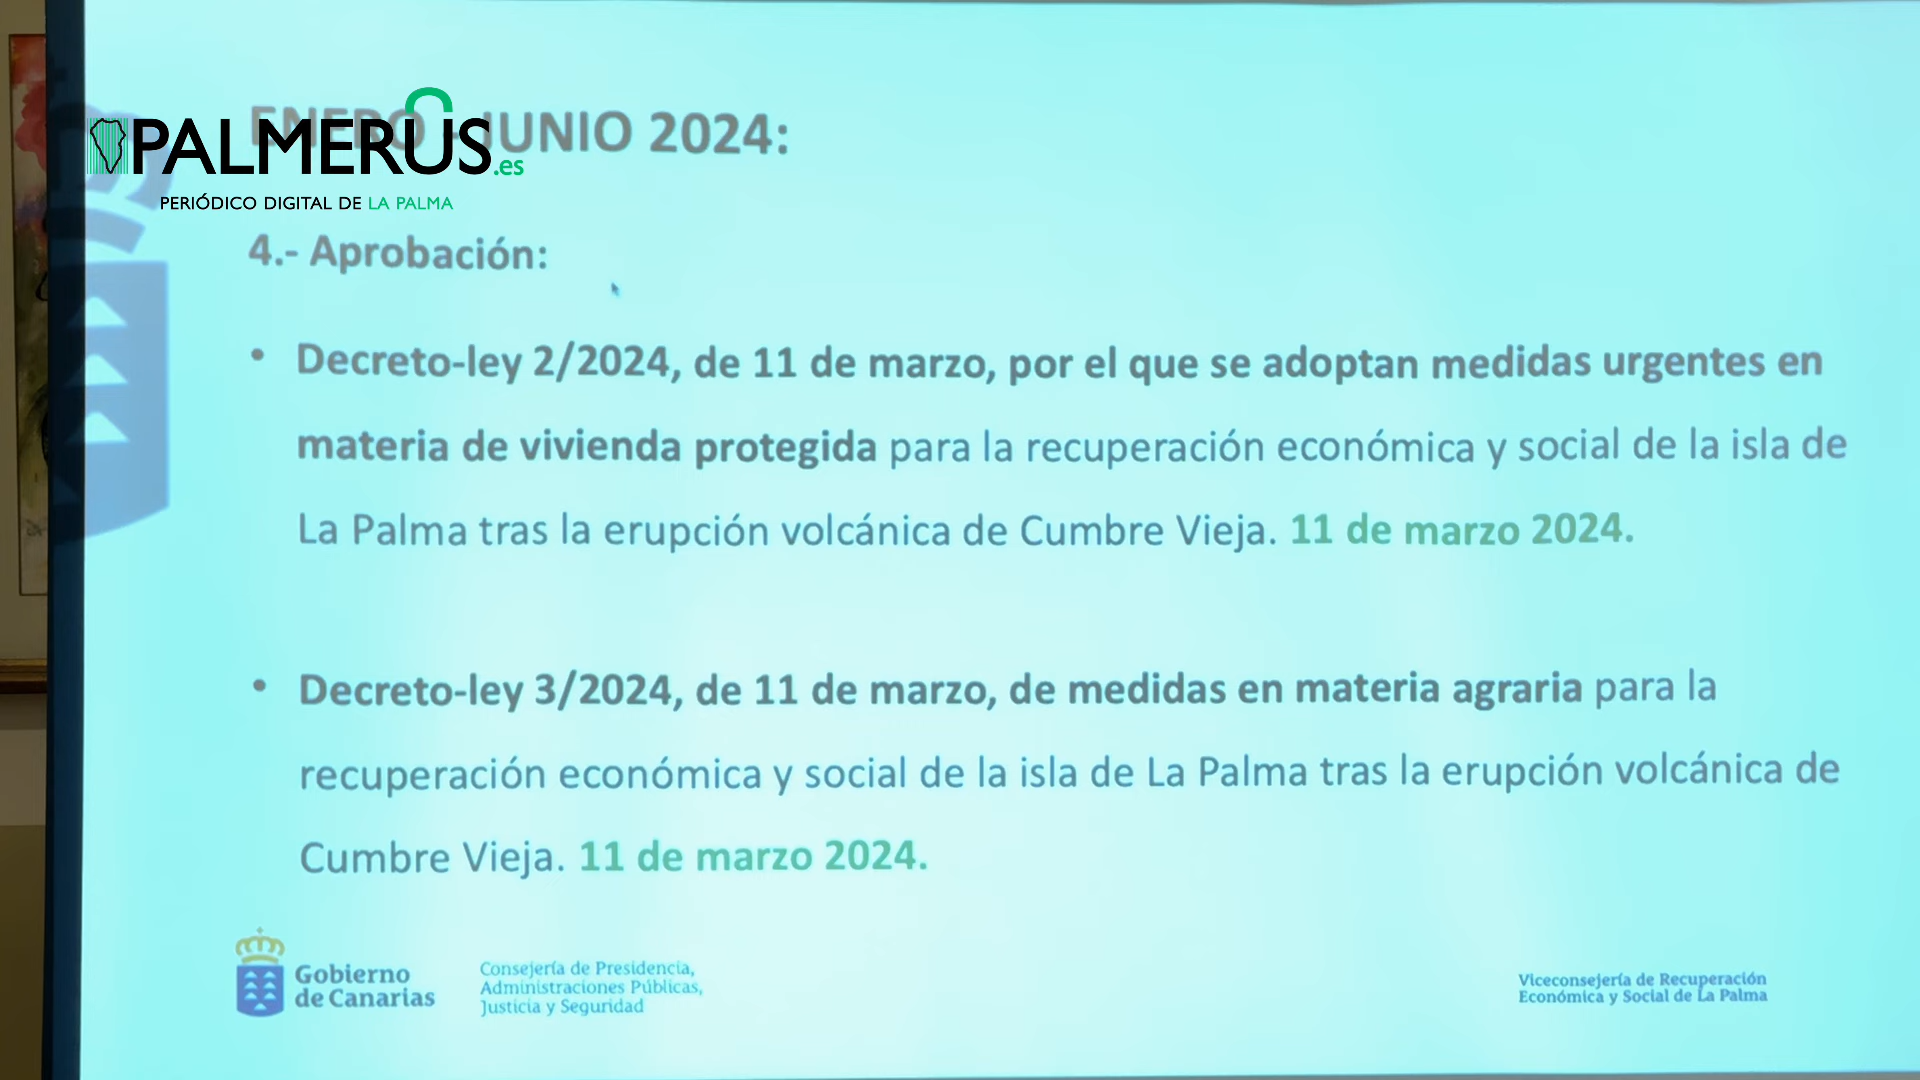 ENERO - JUNIO 2024:
PALMERUS.es
PERIÓDICO DIGITAL DE LA PALMA
4.- Aprobación:
• Decreto-ley 2/2024, de 11 de marzo, por el que se adoptan medidas urgentes en
materia de vivienda protegida para la recuperación económica y social de la isla de
La Palma tras la erupción volcánica de Cumbre Vieja. 11 de marzo 2024.
• Decreto-ley 3/2024, de 11 de marzo, de medidas en materia agraria para la
recuperación económica y social de la isla de La Palma tras la erupción volcánica de
Cumbre Vieja. 11 de marzo 2024.
Gobierno
de Canarias
Consejería de Presidencia,
Administraciones Públicas,
Justicia y Seguridad
Viceconsejería de Recuperación
Económica y Social de La Palma